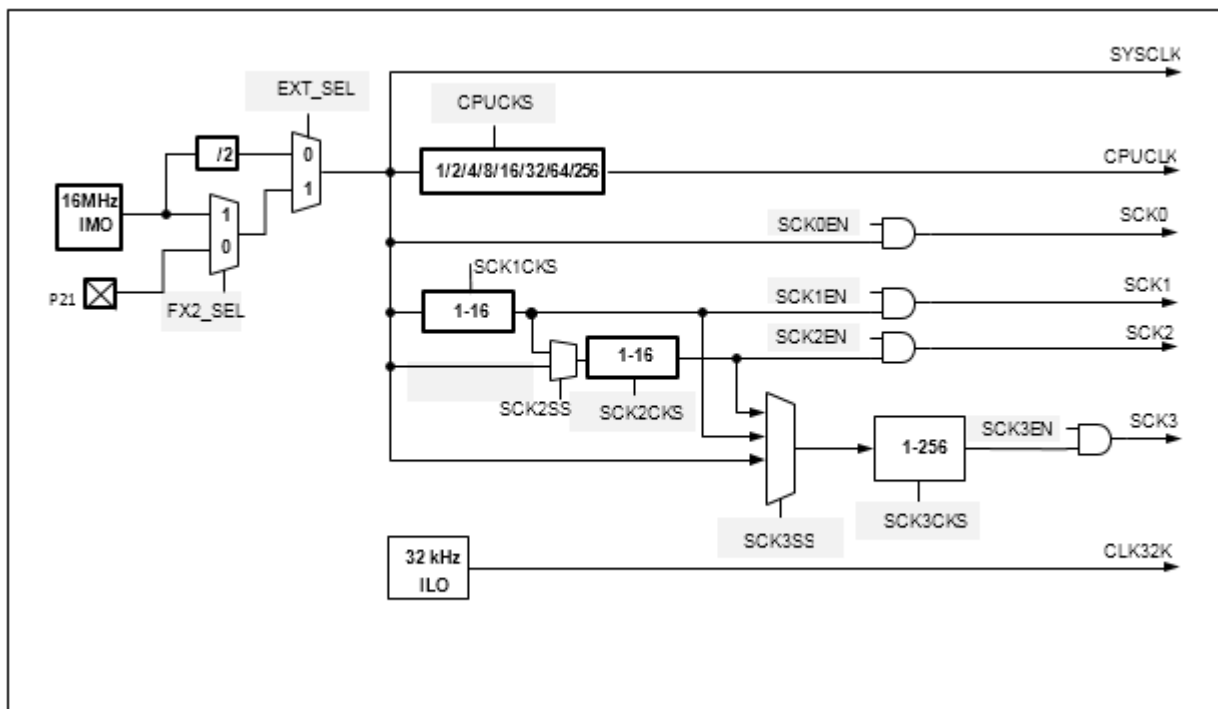 SYSCLK
EXT_SEL
CPUCKS
/2
0
1
1/2/4/8/16/32/64/256
CPUCLK
16MHz
IMO
1
0
SCK0EN
SCK0
P21
FX2_SEL
SCK1CKS
1-16
SCK1EN
SCK1
SCK2EN
SCK2
1-16
SCK2SS
SCK2CKS
SCK3EN
SCK3
1-256
SCK3CKS
SCK3SS
32 kHz
ILO
CLK32K